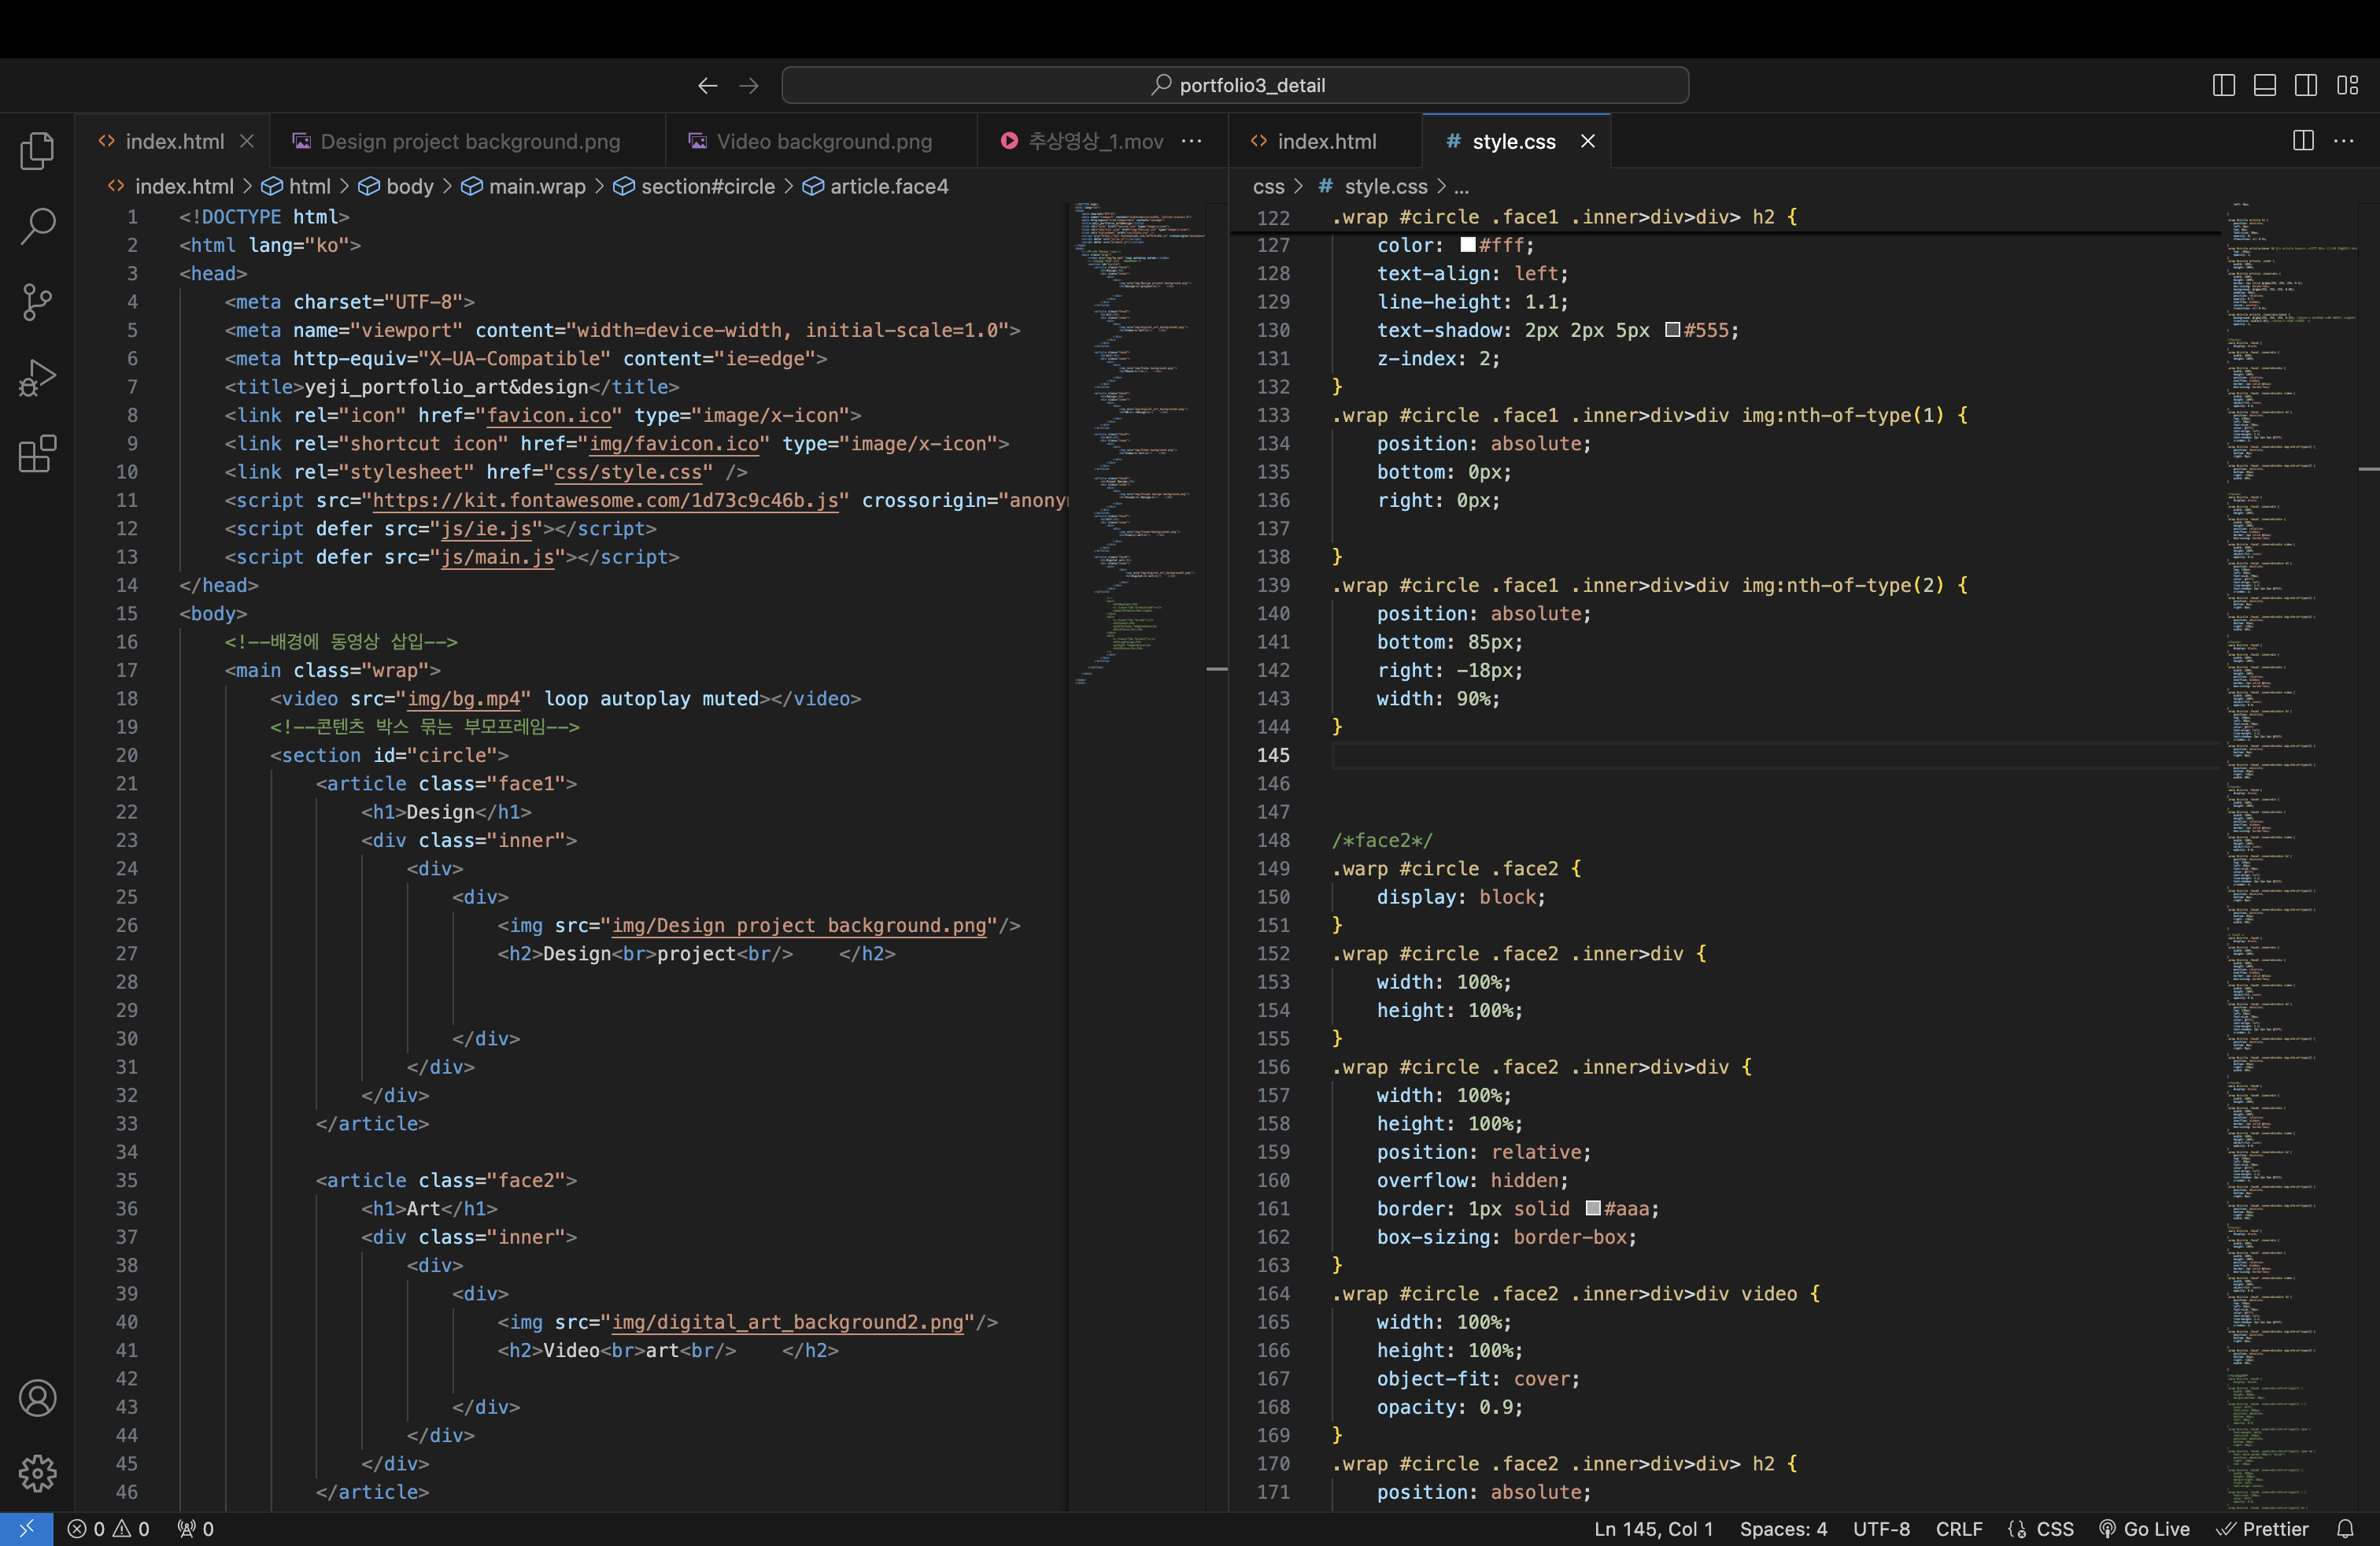 portfolio3_detail
index.html
Design project background.png
Video background.png
추상영상_1.mov
index.html
# style.css
index.html > html > body > main.wrap > section#circle > article.face4
1 <!DOCTYPE html>
2 <html lang="ko">
3 <head>
4 <meta charset="UTF-8">
5 <meta name="viewport" content="width=device-width, initial-scale=1.0">
6 <meta http-equiv="X-UA-Compatible" content="ie=edge">
7 <title>yeji_portfolio_art&design</title>
8 <link rel="icon" href="favicon.ico" type="image/x-icon">
9 <link rel="shortcut icon" href="img/favicon.ico" type="image/x-icon">
10 <link rel="stylesheet" href="css/style.css" />
11 <script src="https://kit.fontawesome.com/1d73c9c46b.js" crossorigin="anony
12 <script defer src="js/ie.js"></script>
13 <script defer src="js/main.js"></script>
14 </head>
15 <body>
16 <!--배경에 동영상 삽입-->
17 <main class="wrap">
18 <video src="img/bg.mp4" loop autoplay muted></video>
19 <!--콘텐츠 박스 묶는 부모프레임-->
20 <section id="circle">
21 <article class="face1">
22 <h1>Design</h1>
23 <div class="inner">
24 <div>
25 <div>
26 <img src="img/Design project background.png"/>
27 <h2>Design<br>project<br/> </h2>
28
29
30 </div>
31 </div>
32 </div>
33 </article>
34
35 <article class="face2">
36 <h1>Art</h1>
37 <div class="inner">
38 <div>
39 <div>
40 <img src="img/digital_art_background2.png"/>
41 <h2>Video<br>art<br/> </h2>
42
43 </div>
44 </div>
45 </div>
46 </article>
css > # style.css > ...
122 .wrap #circle .face1 .inner>div>div> h2 {
127 color: #fff;
128 text-align: left;
129 line-height: 1.1;
130 text-shadow: 2px 2px 5px #555;
131 z-index: 2;
132 }
133 .wrap #circle .face1 .inner>div>div img:nth-of-type(1) {
134 position: absolute;
135 bottom: 0px;
136 right: 0px;
137
138 }
139 .wrap #circle .face1 .inner>div>div img:nth-of-type(2) {
140 position: absolute;
141 bottom: 85px;
142 right: -18px;
143 width: 90%;
144 }
145
146
147
148 /*face2*/
149 .warp #circle .face2 {
150 display: block;
151 }
152 .wrap #circle .face2 .inner>div {
153 width: 100%;
154 height: 100%;
155 }
156 .wrap #circle .face2 .inner>div>div {
157 width: 100%;
158 height: 100%;
159 position: relative;
160 overflow: hidden;
161 border: 1px solid #aaa;
162 box-sizing: border-box;
163 }
164 .wrap #circle .face2 .inner>div>div video {
165 width: 100%;
166 height: 100%;
167 object-fit: cover;
168 opacity: 0.9;
169 }
170 .wrap #circle .face2 .inner>div>div> h2 {
171 position: absolute;
0 0 0
Ln 145, Col 1 Spaces: 4 UTF-8 CRLF CSS Go Live Prettier